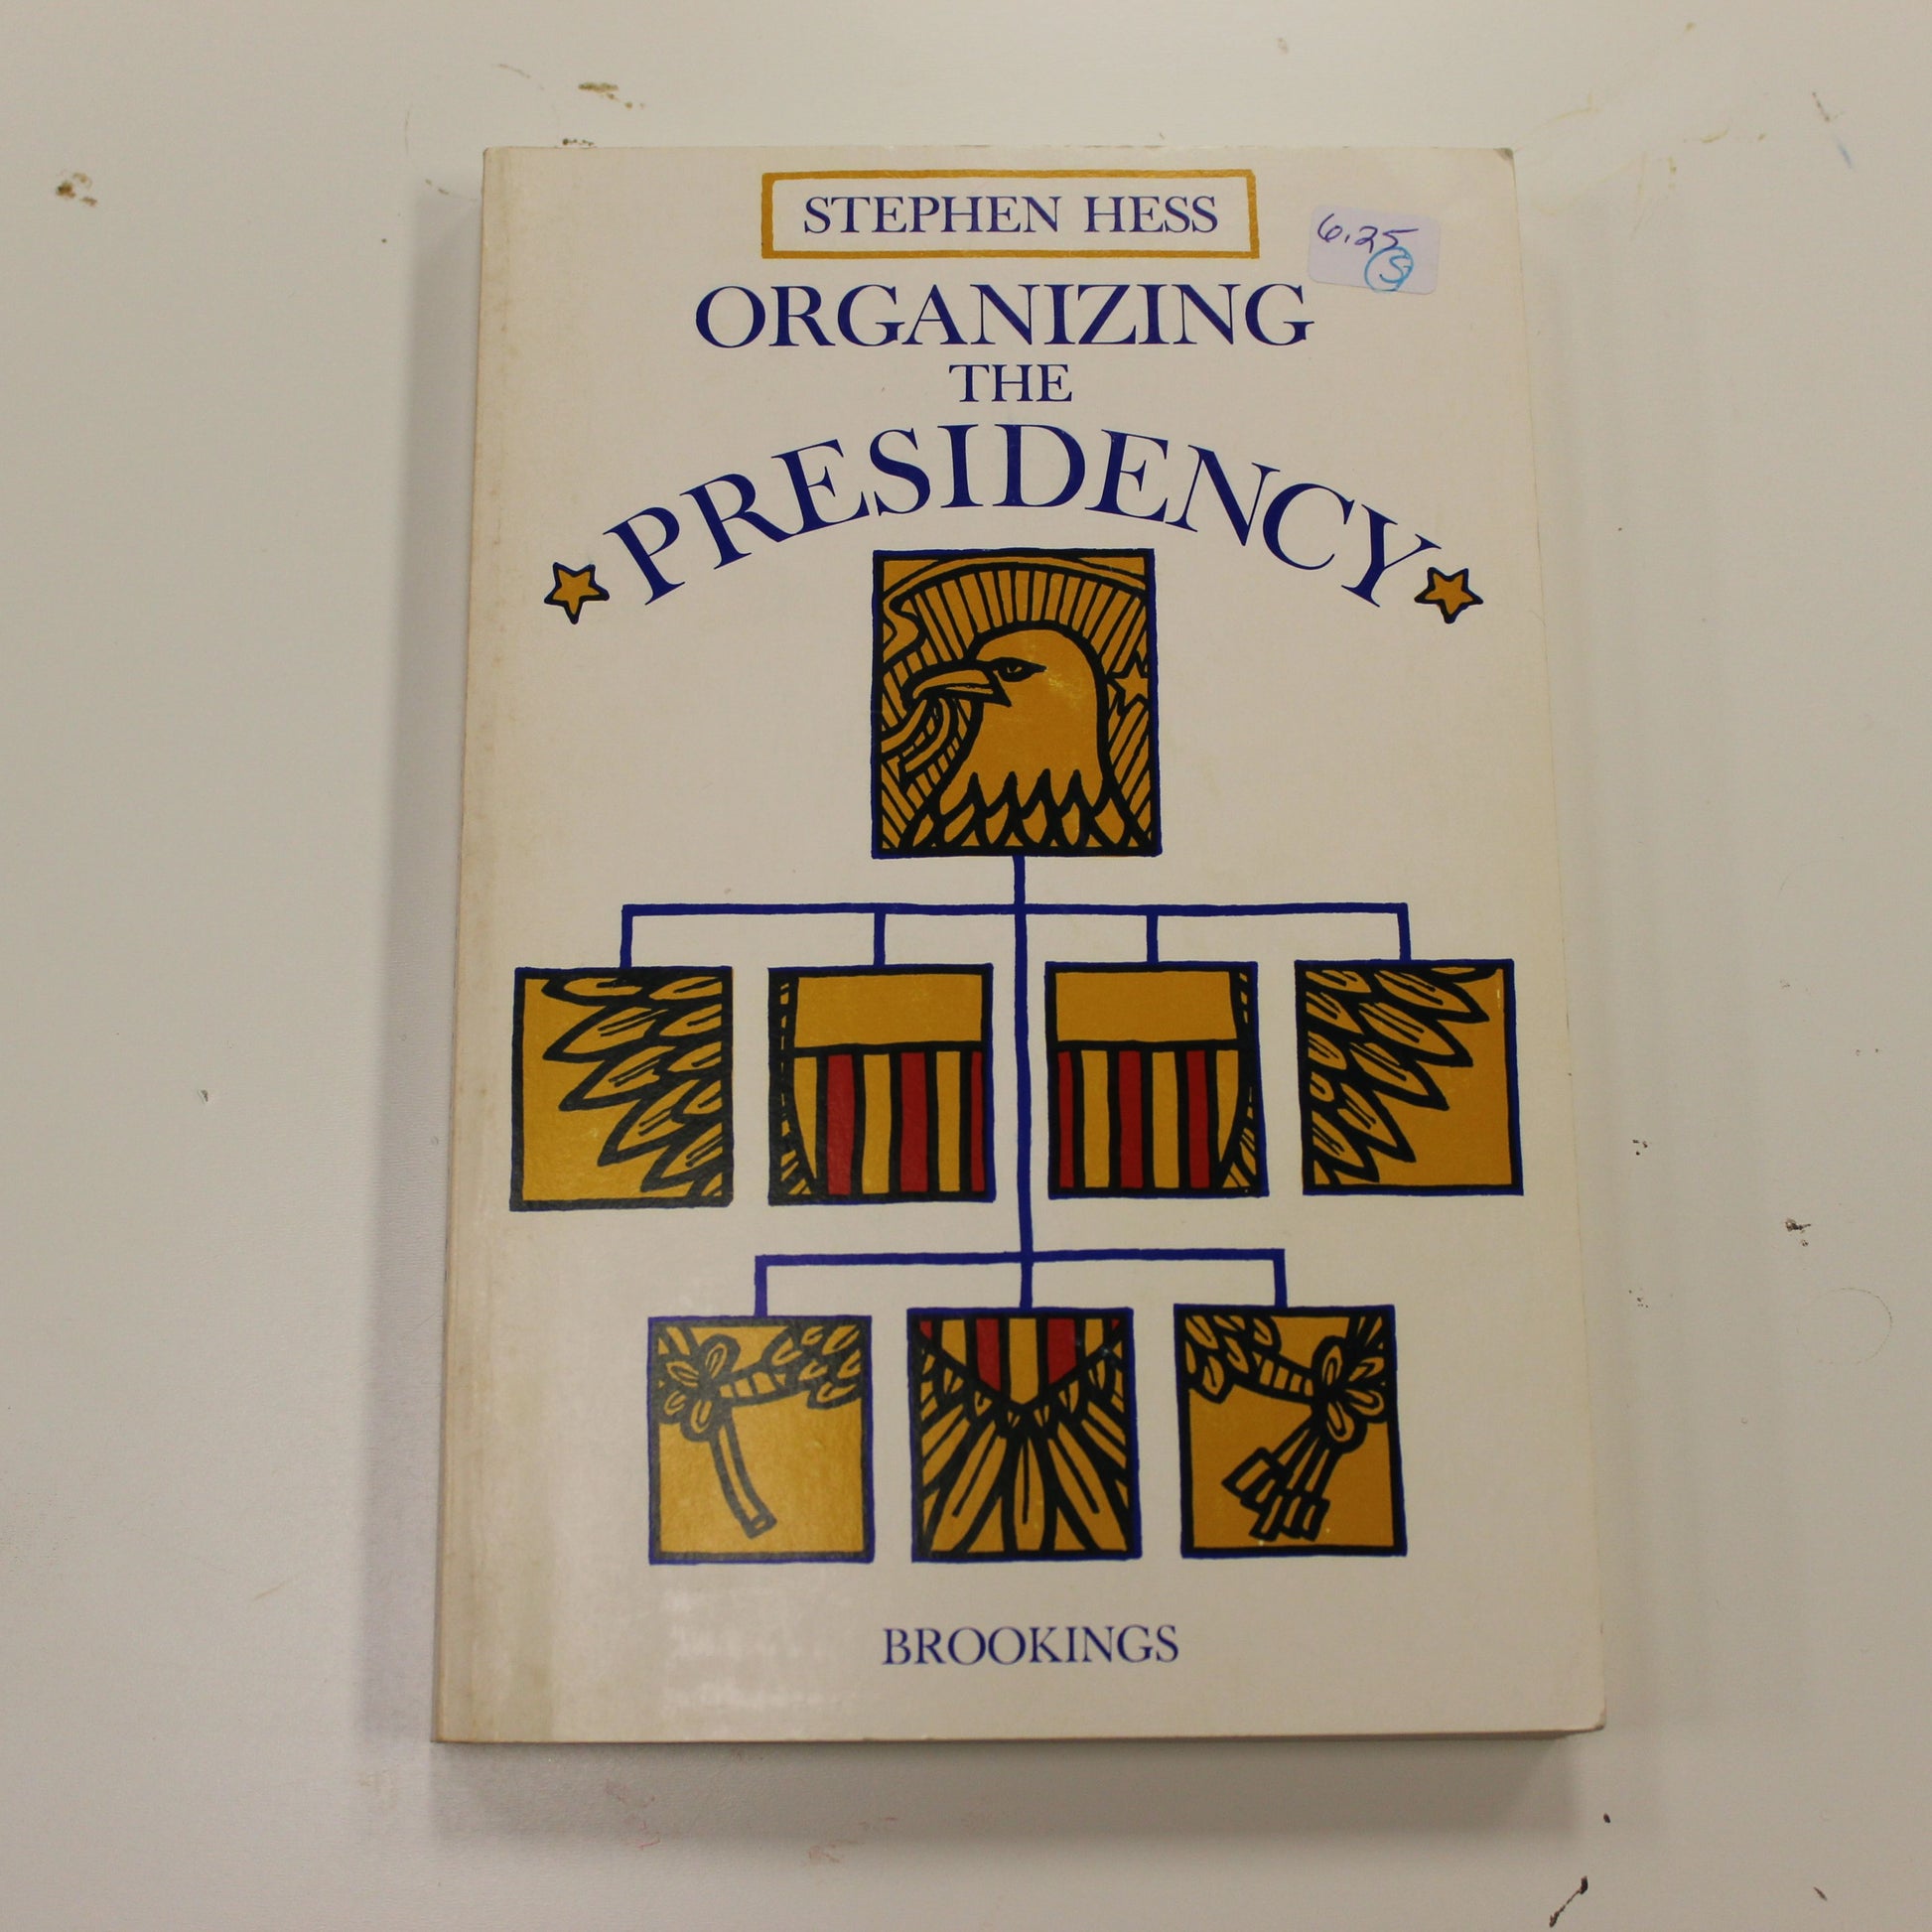 STEPHEN HESS
6.25
S
ORGANIZING
THE
PRESIDENCY
BROOKINGS